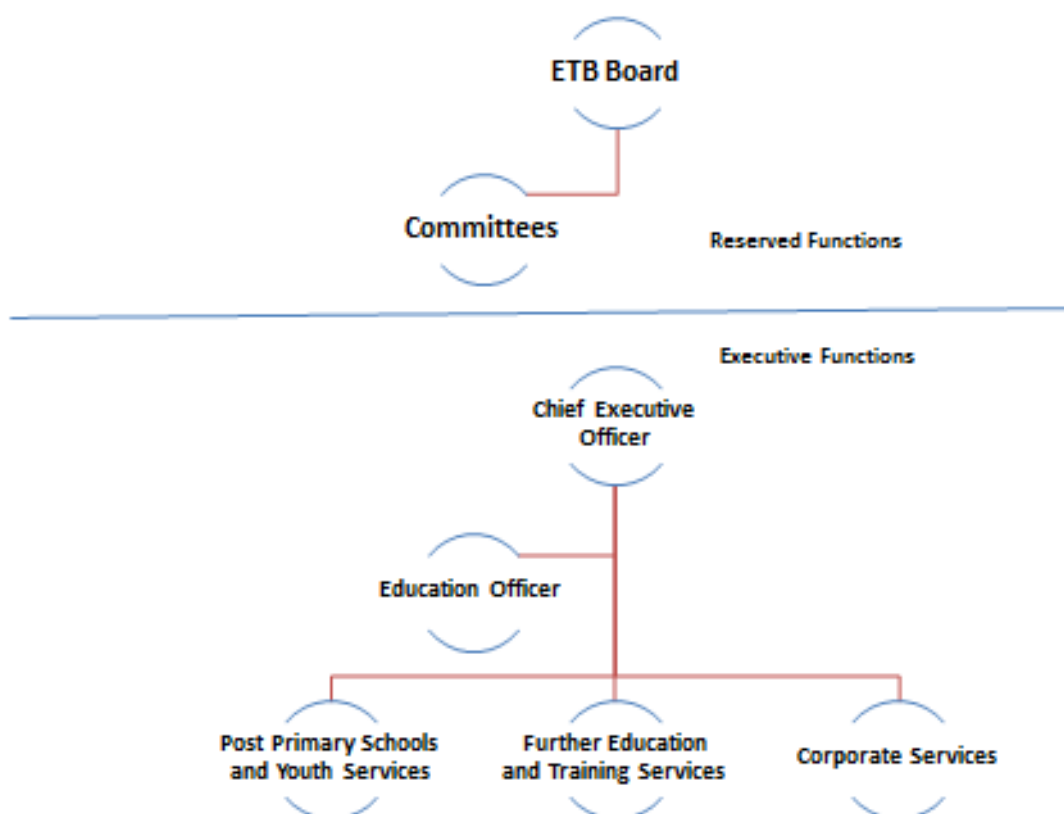 ETB Board
Committees
Reserved Functions
Executive Functions
Chief Executive
Officer
Education Officer
Post Primary Schools
and Youth Services
Further Education
and Training Services
Corporate Services